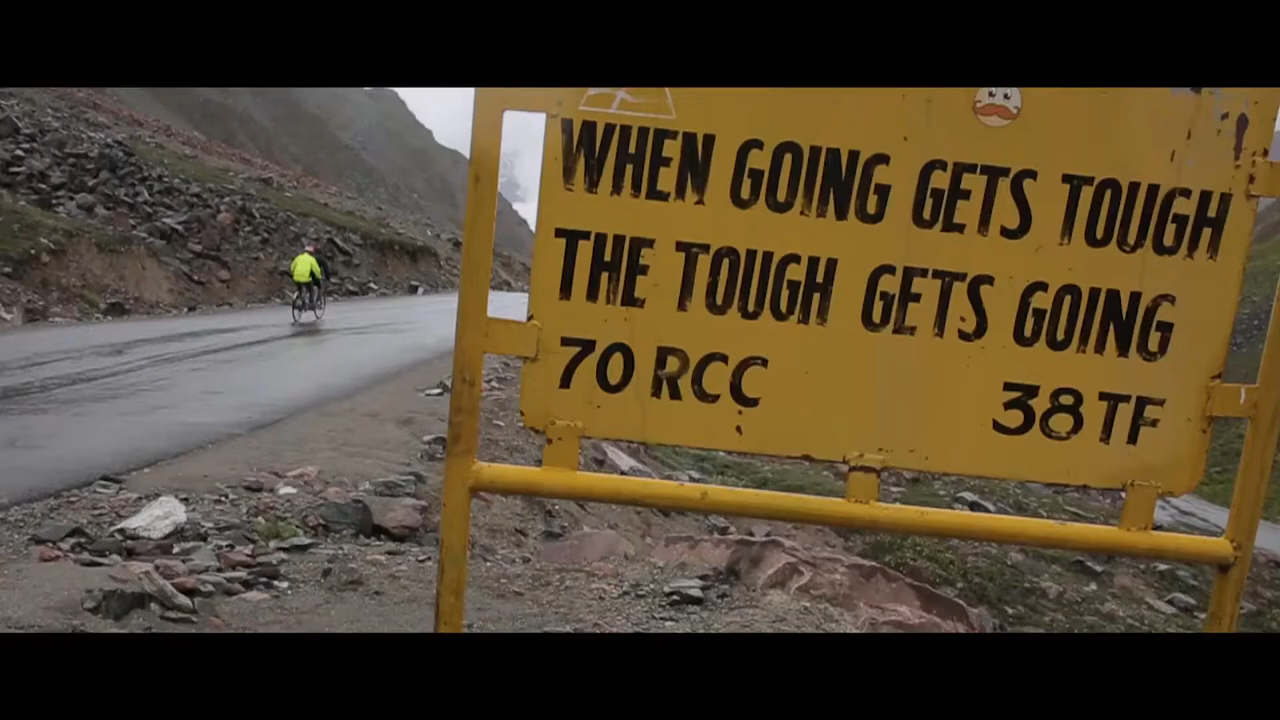 WHEN GOING GETS TOUGH
THE TOUGH GETS GOING
70 RCC 38 TF